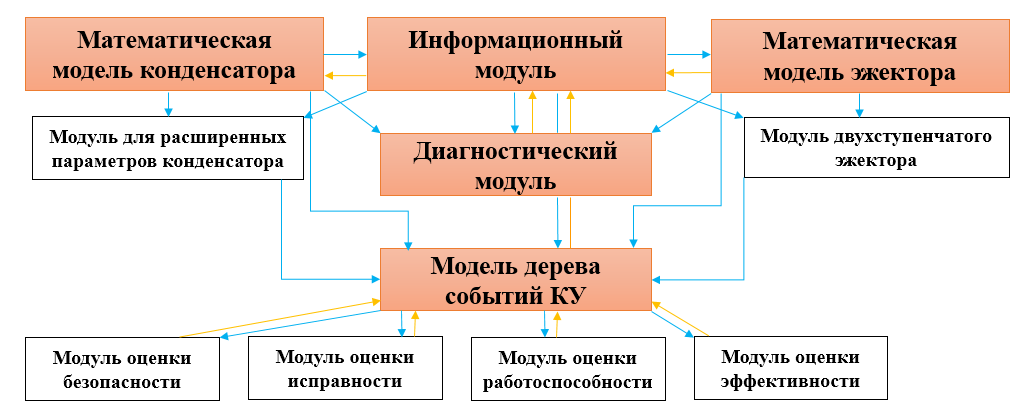 Математическая
модель конденсатора
Информационный
модуль
Математическая
модель эжектора
Модуль для расширенных
параметров конденсатора
Диагностический
модуль
Модуль двухступенчатого
эжектора
Модель дерева
событий КУ
Модуль оценки
безопасности
Модуль оценки
исправности
Модуль оценки
работоспособности
Модуль оценки
эффективности